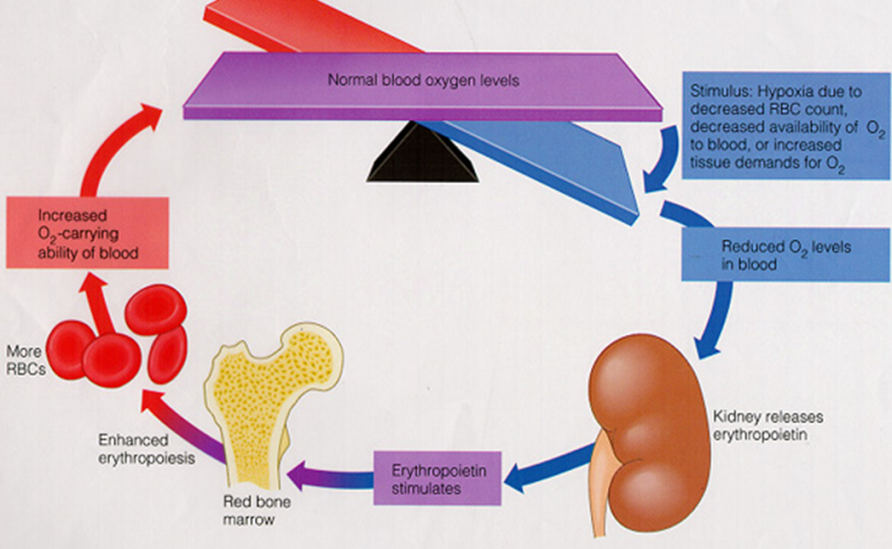 Normal blood oxygen levels
Stimulus: Hypoxia due to
decreased RBC count,
decreased availability of O2
to blood, or increased
tissue demands for O2
Reduced O2 levels
in blood
Kidney releases
erythropoietin
Erythropoietin
stimulates
Red bone
marrow
Enhanced
erythropoiesis
More
RBCs
Increased
O2-carrying
ability of blood